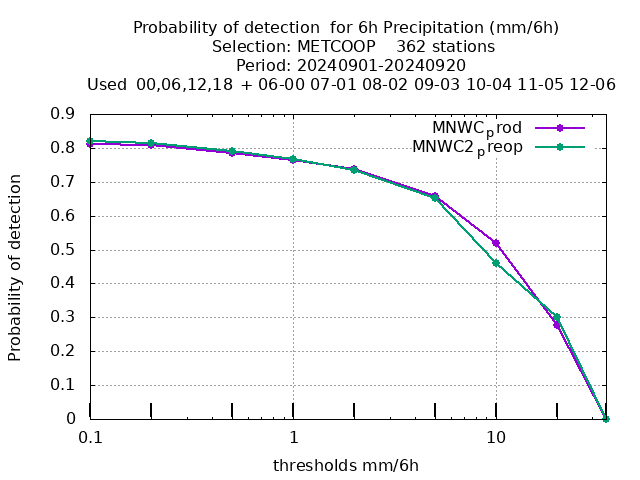 Probability of detection  for 6h Precipitation (mm/6h)
Selection: METCOOP    362 stations
Period: 20240901-20240920
Used  00,06,12,18  + 06-00 07-01 08-02 09-03 10-04 11-05 12-06
MNWCprod
MNWC2preop
Probability of detection
0.9
0.8
0.7
0.6
0.5
0.4
0.3
0.2
0.1
0
0.1 1 10
thresholds mm/6h